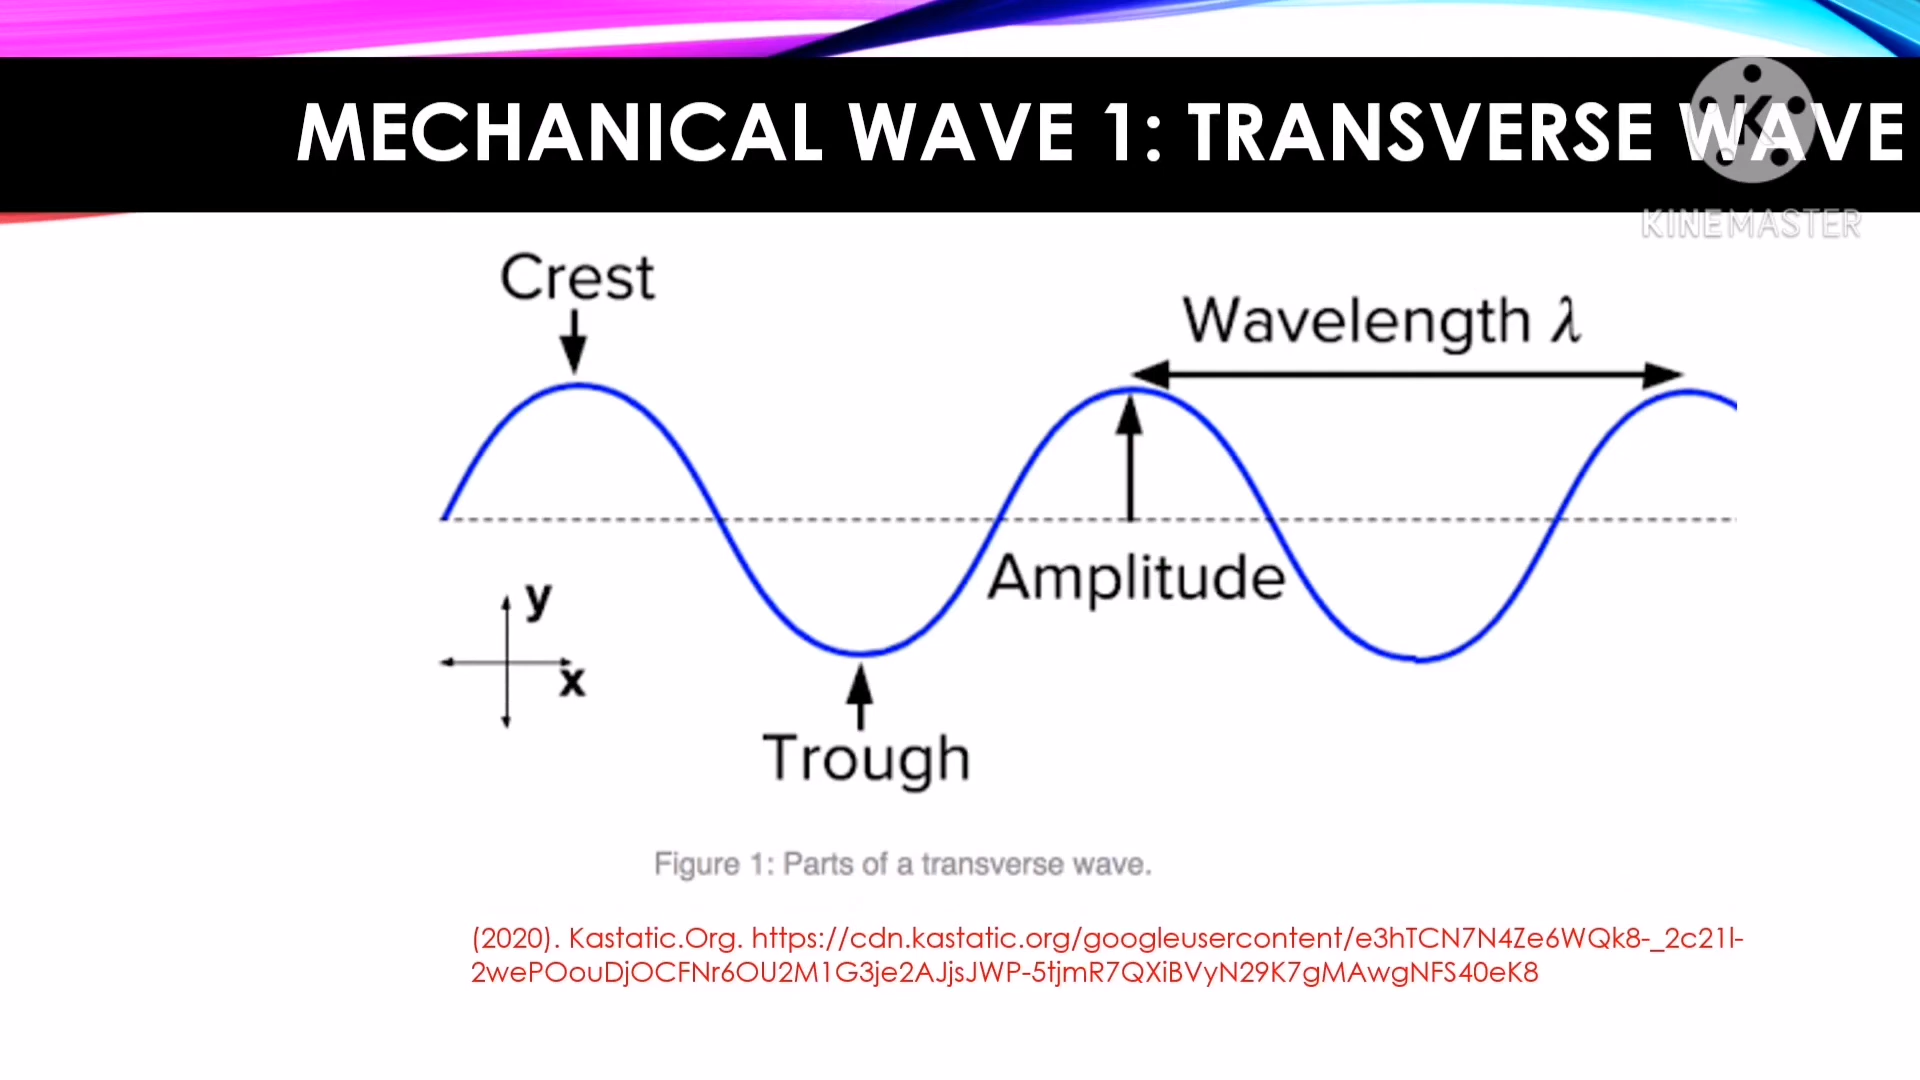 MECHANICAL WAVE 1: TRANSVERSE WAVE
K
KINEMASTER
Crest
Wavelength λ
Amplitude
y
x
Trough
Figure 1: Parts of a transverse wave.
(2020). Kastatic.Org. https://cdn.kastatic.org/googleusercontent/e3hTCN7N4Ze6WQk8-_2c21l-
2wePOouDjOCFNr6OU2M1G3je2AJjsJWP-5tjmR7QXiBVyN29K7gMAwgNFS40eK8